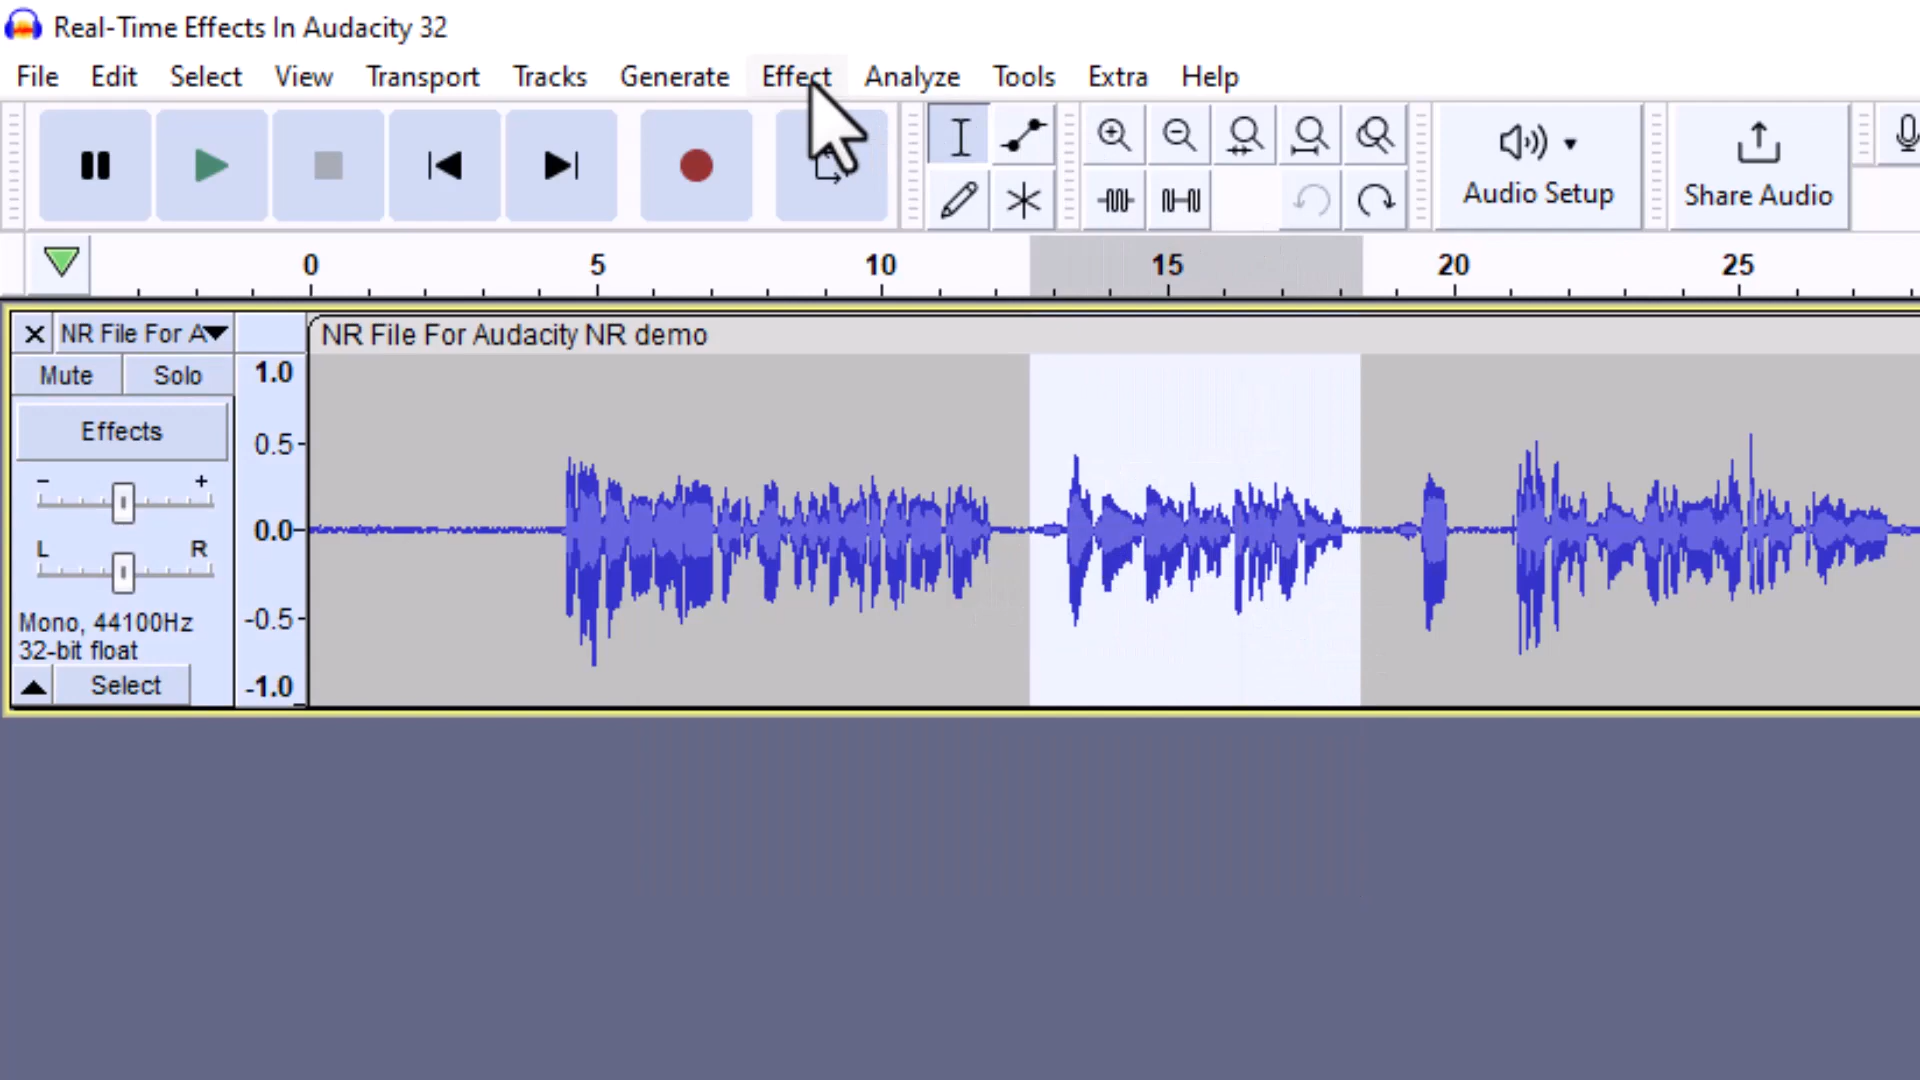 Real-Time Effects In Audacity 32
File Edit Select View Transport Tracks Generate Effect Analyze Tools Extra Help
Audio Setup
Share Audio
0 5 10 15 20 25
NR File For A
NR File For Audacity NR demo
Mute Solo
Effects
- +
L R
Mono, 44100Hz
32-bit float
Select
1.0
0.5
0.0
-0.5
-1.0